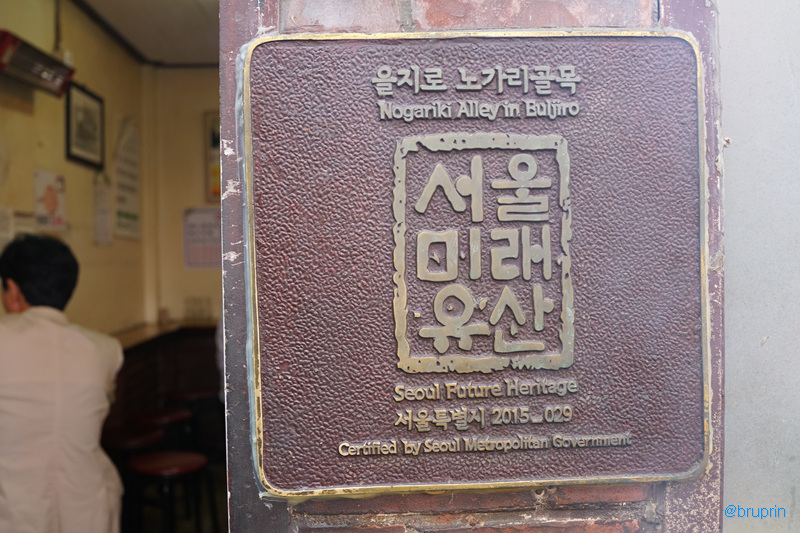 을지로 노가리골목
Nogariki Alley in Buljiro
서울
미래
유산
Seoul Future Heritage
서울특별시 2015_029
Certified by Seoul Metropolitan Government
@bruprin